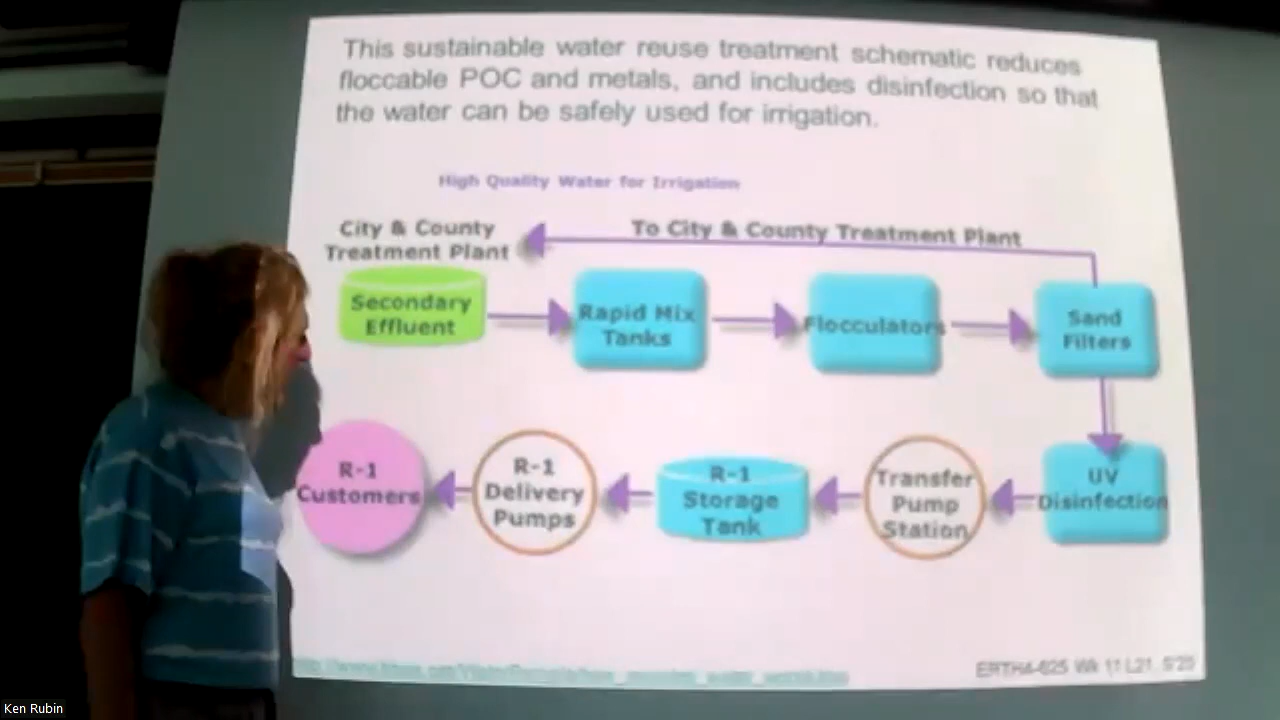 This sustainable water reuse treatment schematic reduces
floccable POC and metals, and includes disinfection so that
the water can be safely used for irrigation.
High Quality Water for Irrigation
City & County
Treatment Plant
To City & County Treatment Plant
Secondary
Effluent
Rapid Mix
Tanks
Flocculators
Sand
Filters
R-1
Customers
R-1
Delivery
Pumps
R-1
Storage
Tank
Transfer
Pump
Station
UV
Disinfection
Wk 11 L21
Ken Rubin